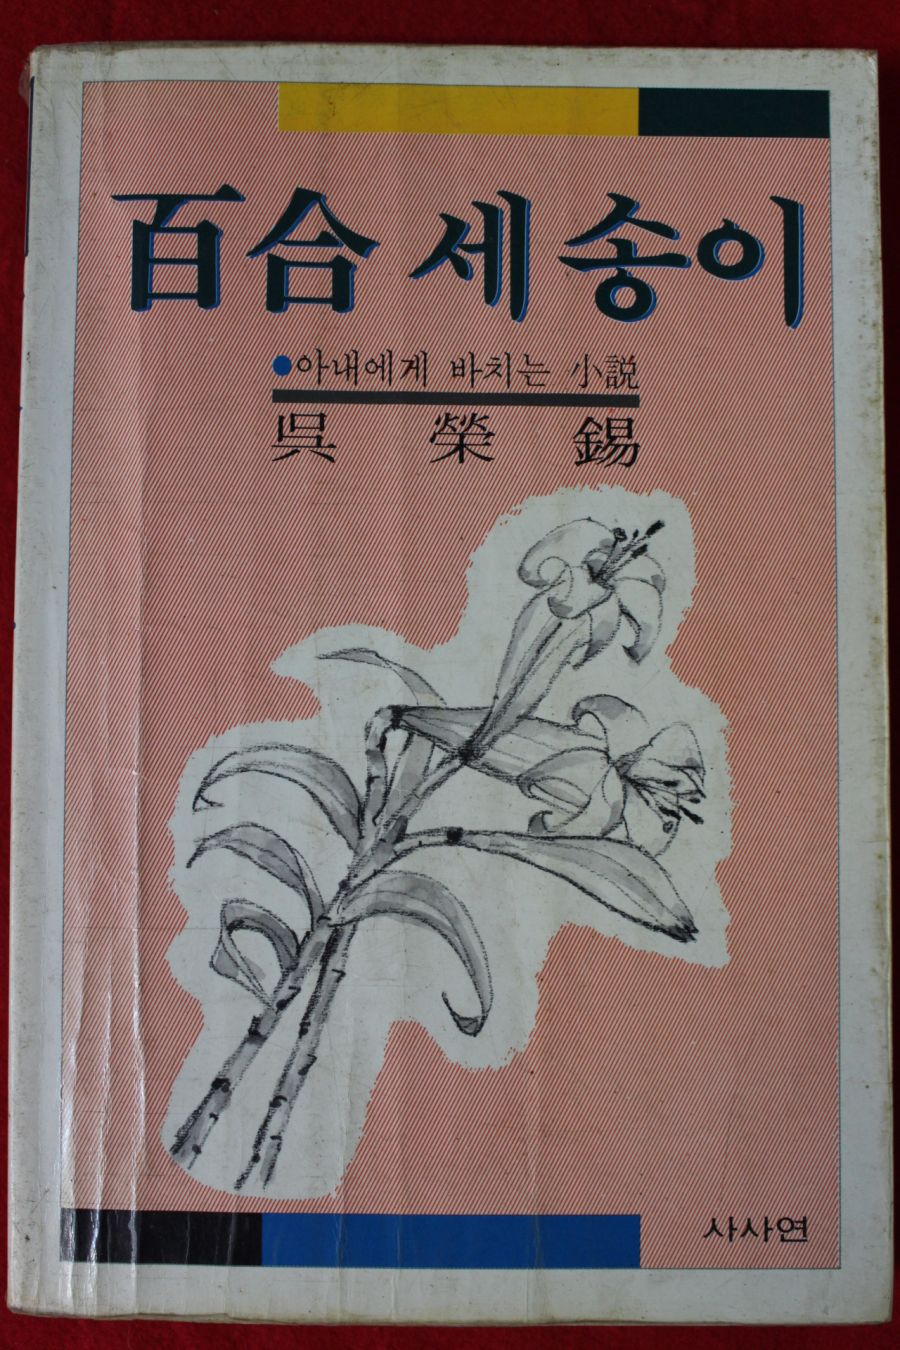 百合 세송이
●아내에게 바치는 小説
呉榮錫
사사연